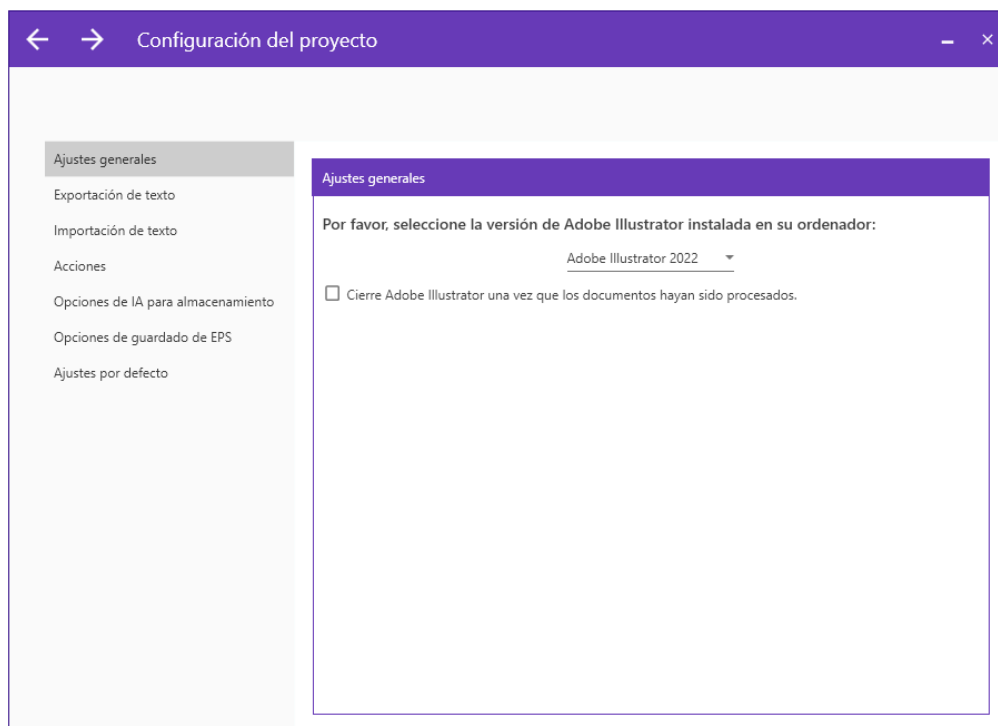 Configuración del proyecto
Ajustes generales
Exportación de texto
Importación de texto
Acciones
Opciones de IA para almacenamiento
Opciones de guardado de EPS
Ajustes por defecto
Ajustes generales
Por favor, seleccione la versión de Adobe Illustrator instalada en su ordenador:
Adobe Illustrator 2022
Cierre Adobe Illustrator una vez que los documentos hayan sido procesados.